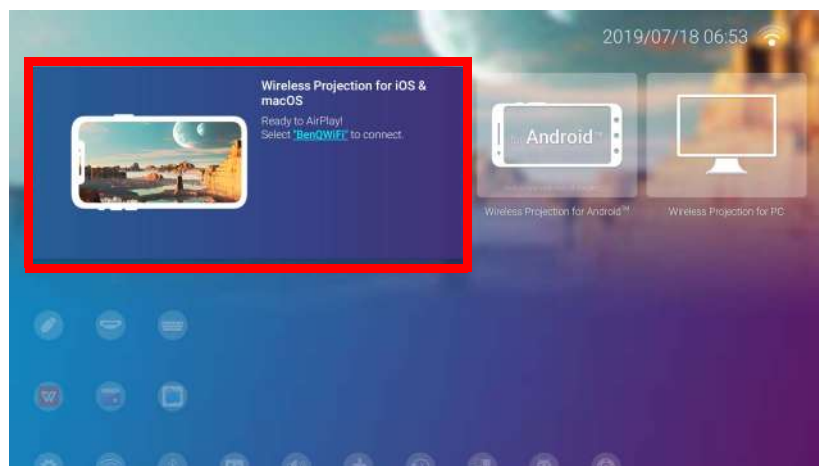 2019/07/18 06:53
Wireless Projection for iOS &
macOS
Ready to AirPlay!
Select "BenQWiFi" to connect.
Android™
Wireless Projection for Android™
Wireless Projection for PC